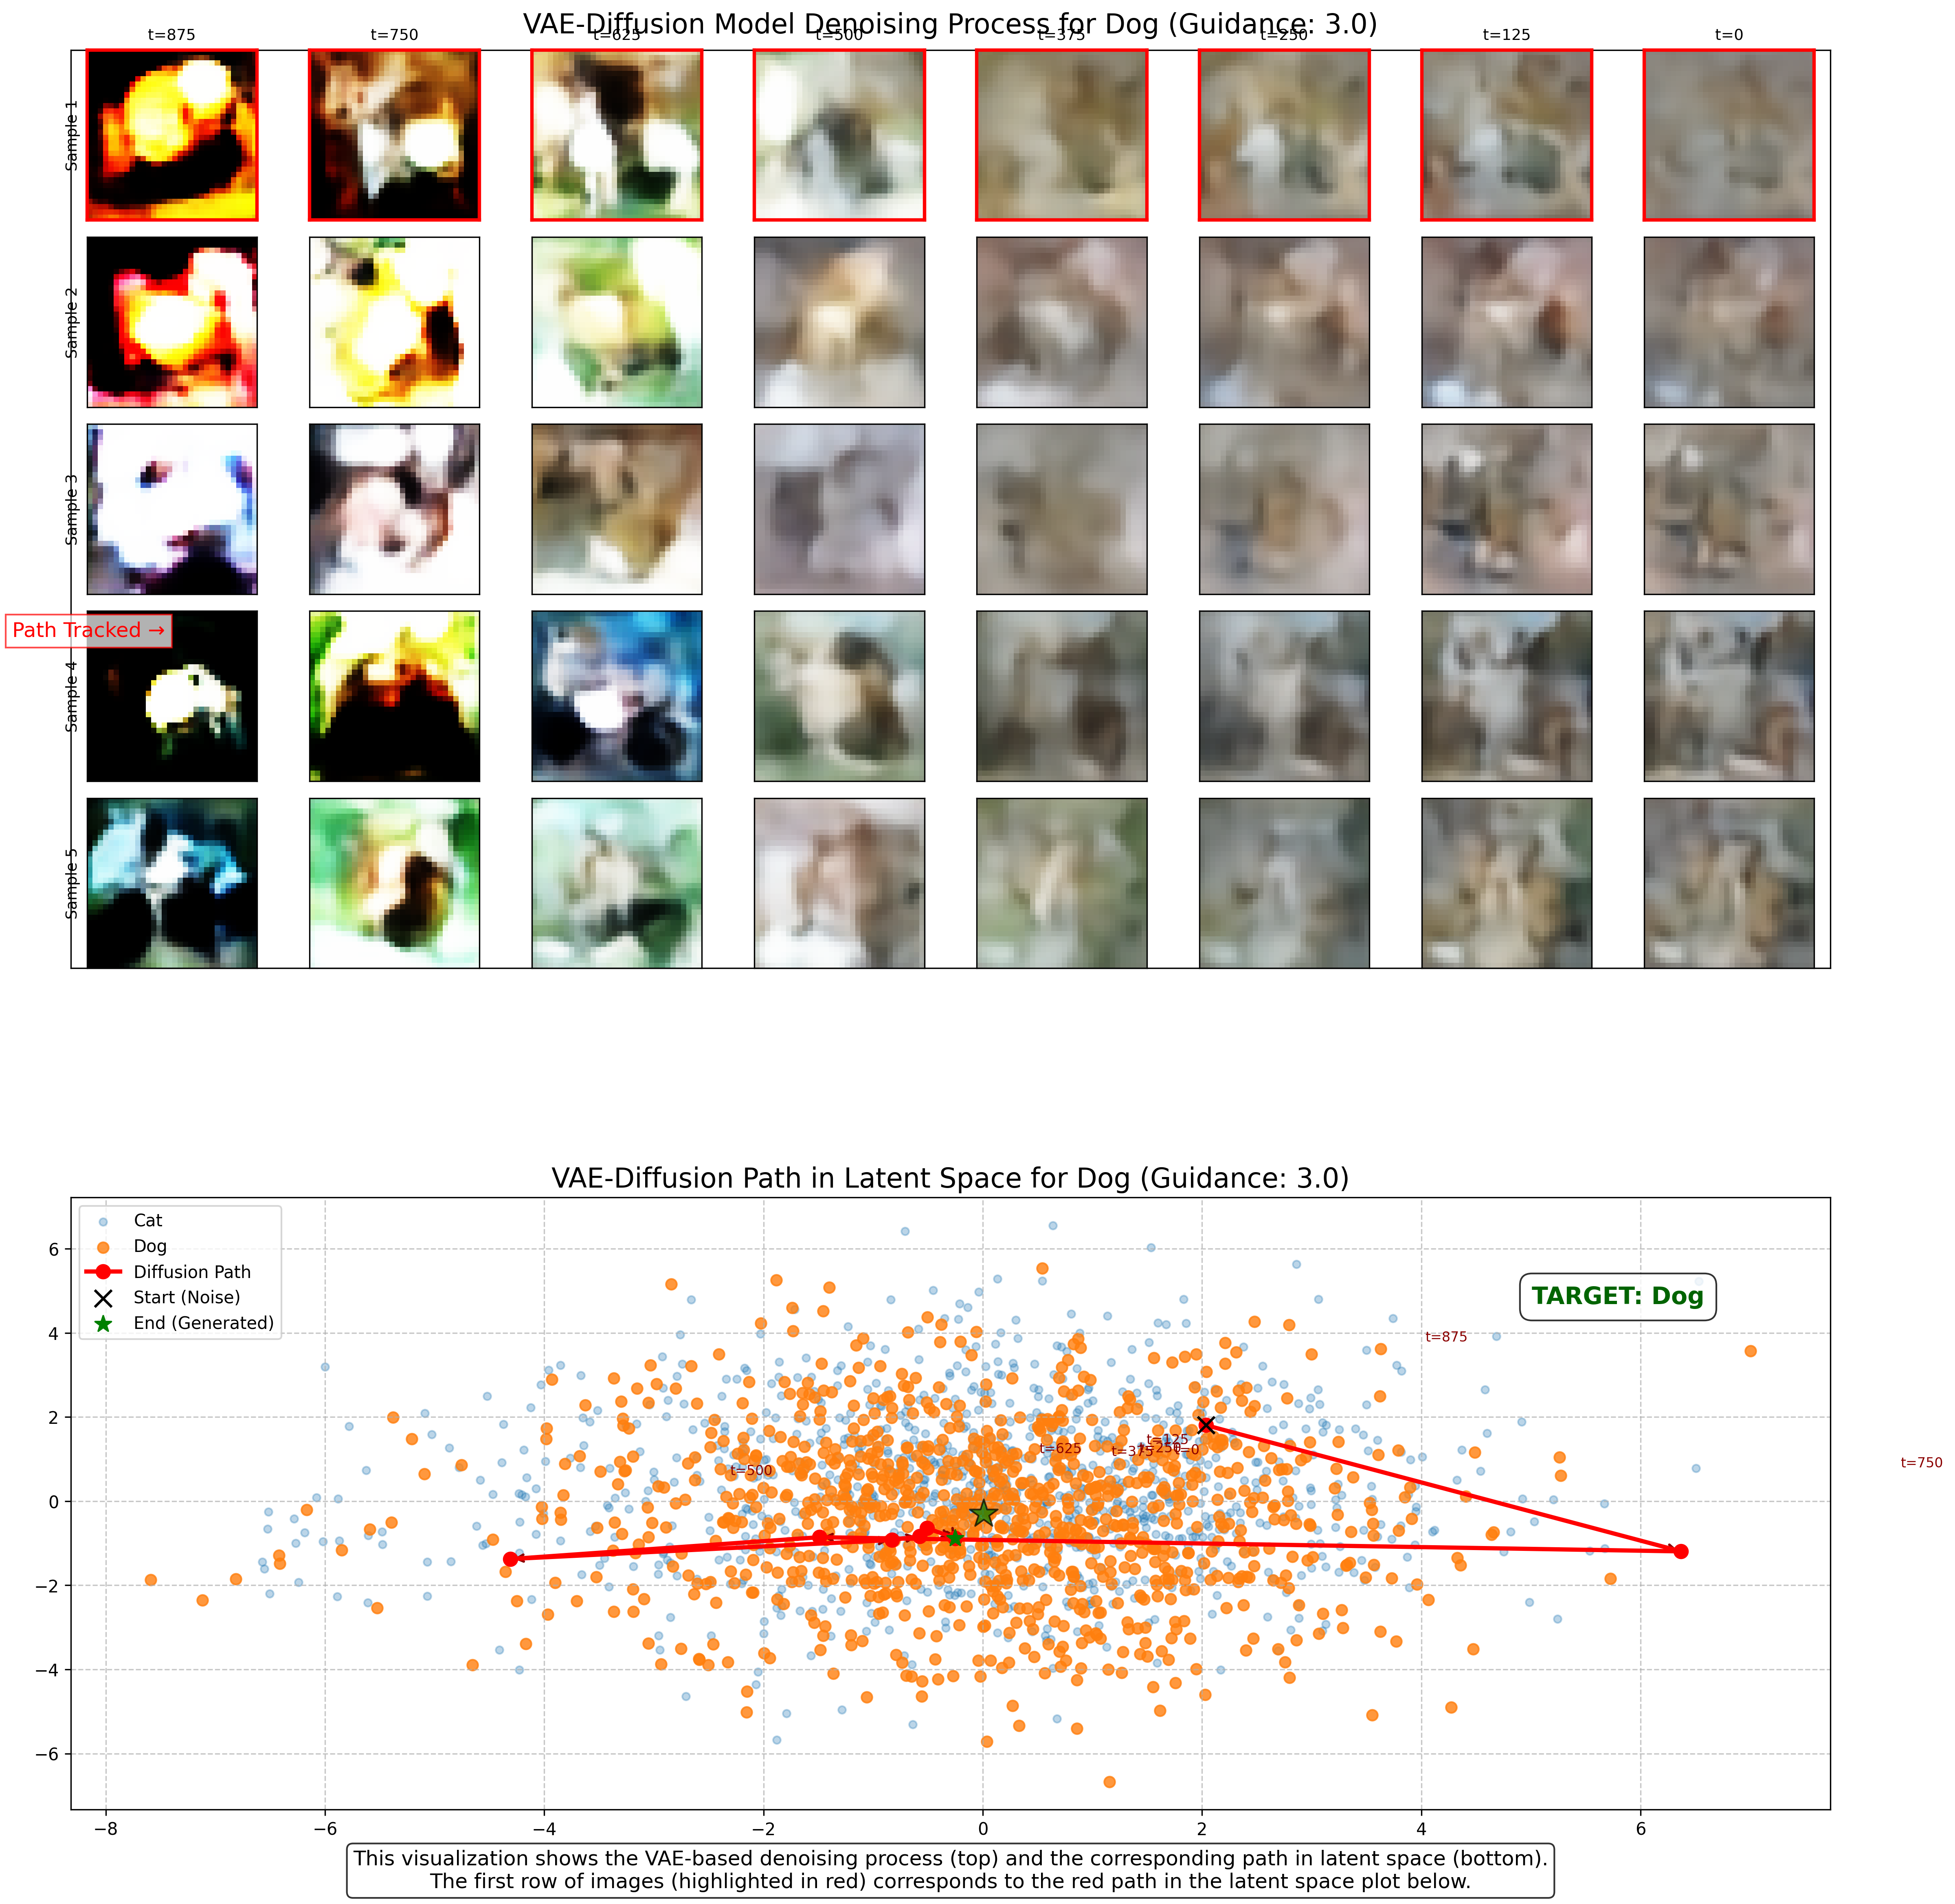 VAE-Diffusion Model Denoising Process for Dog (Guidance: 3.0)
t=875 t=750 t=625 t=500 t=375 t=250 t=125 t=0
Sample 1
Sample 2
Sample 3
Path Tracked →
Sample 4
Sample 5
VAE-Diffusion Path in Latent Space for Dog (Guidance: 3.0)
Cat
Dog
Diffusion Path
Start (Noise)
End (Generated)
TARGET: Dog
t=875
t=125
t=625 t=375 t=250 t=0
t=500
t=750
6
4
2
0
−2
−4
−6
−8 −6 −4 −2 0 2 4 6
This visualization shows the VAE-based denoising process (top) and the corresponding path in latent space (bottom).
The first row of images (highlighted in red) corresponds to the red path in the latent space plot below.